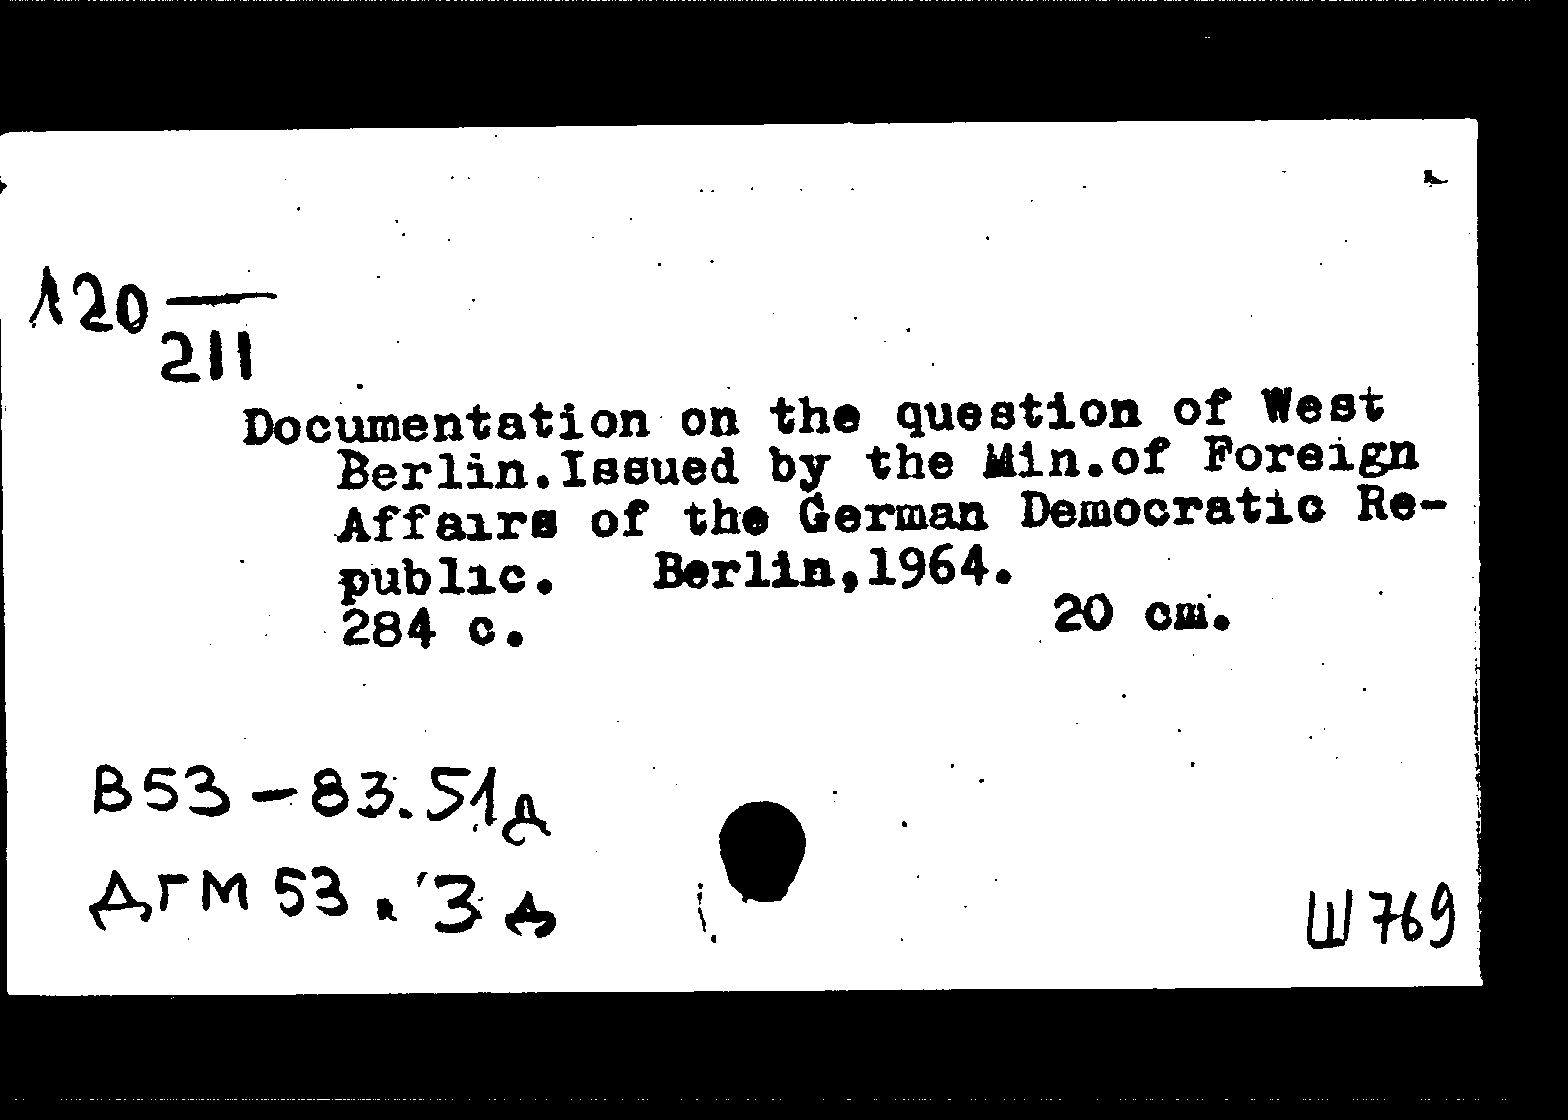 120
211
Documentation on the question of West
Berlin.Issued by the Min.of Foreign
Affairs of the German Democratic Re-
public. Berlin,1964.
284 c. 20 cm.
В53-83.51д
ДГМ 53. 3д
Ш769